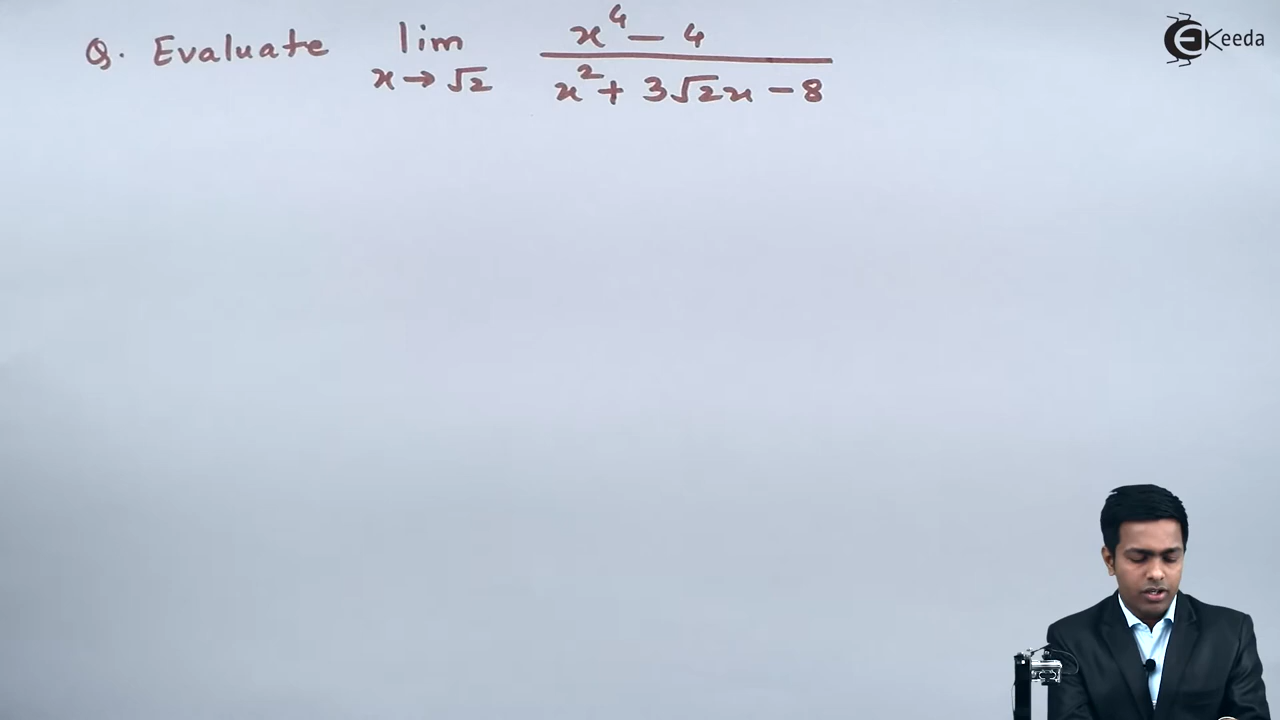 Q. Evaluate lim x→√2 x⁴ − 4 / x² + 3√2x − 8
EKeeda